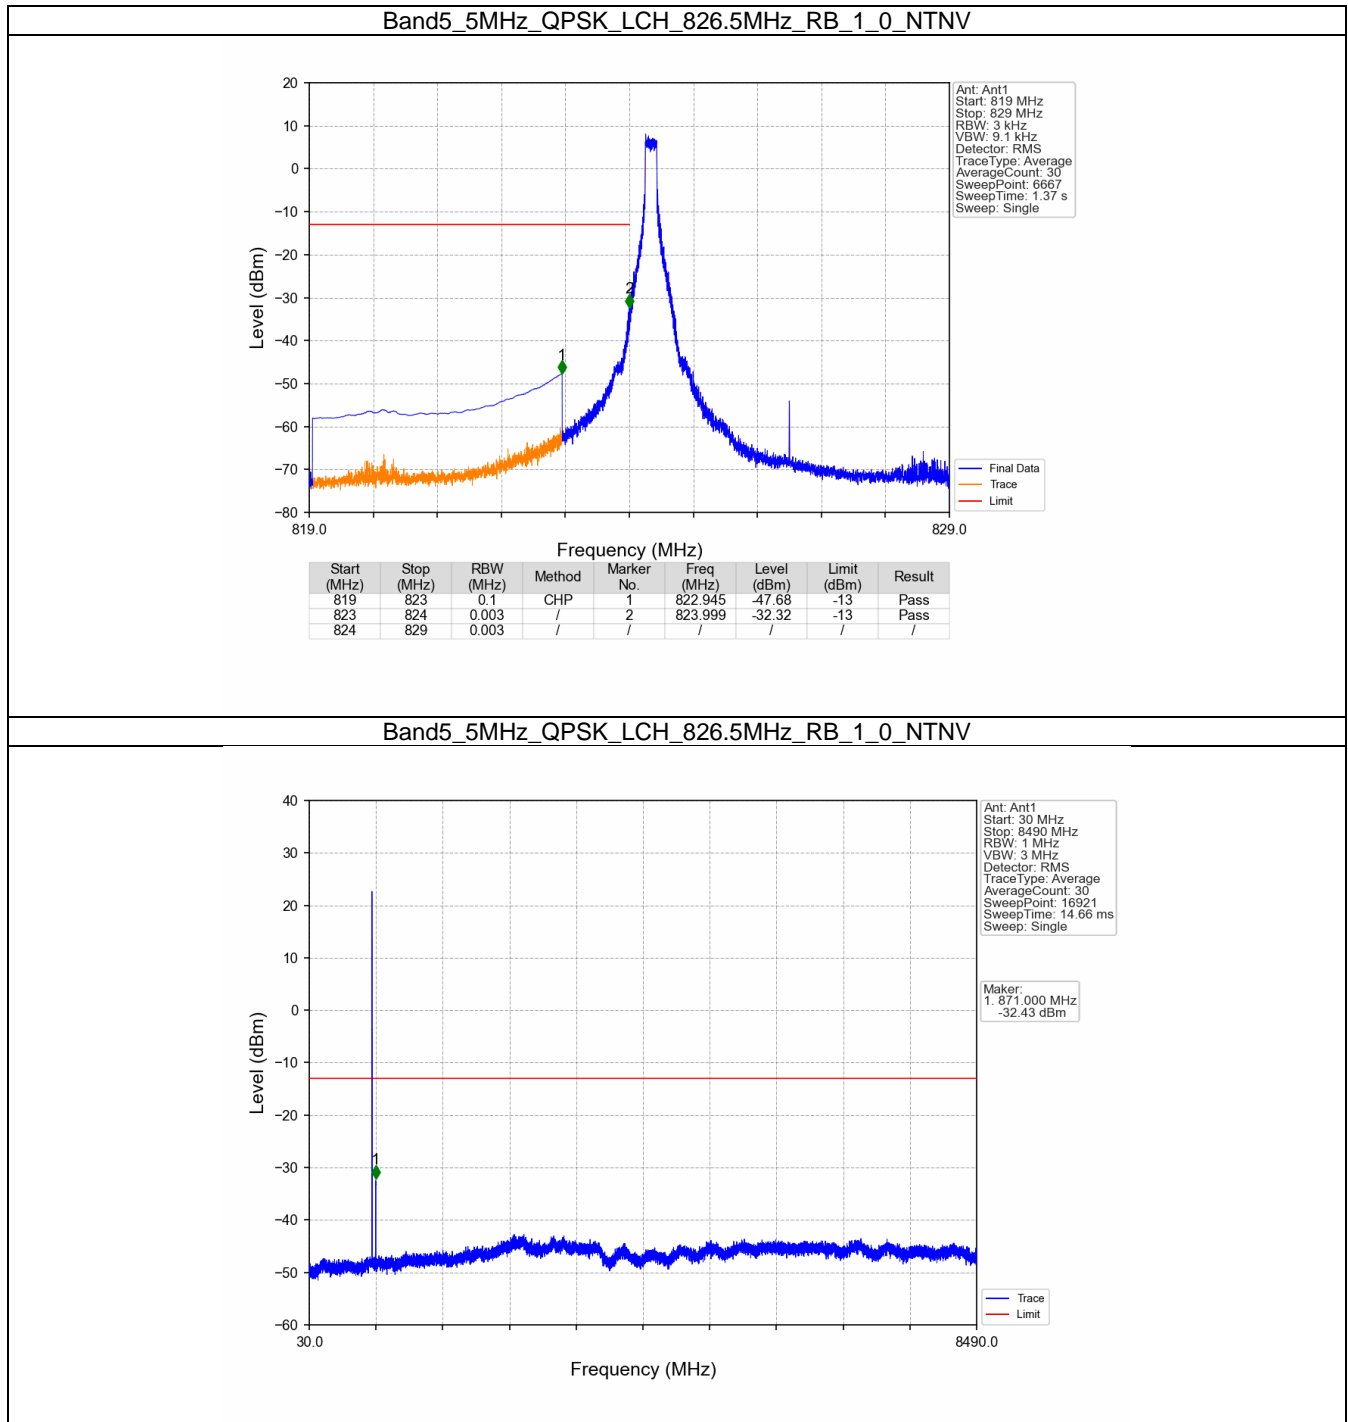 Band5_5MHz_QPSK_LCH_826.5MHz_RB_1_0_NTNV
Ant: Ant1
Start: 819 MHz
Stop: 829 MHz
RBW: 3 kHz
VBW: 9.1 kHz
Detector: RMS
TraceType: Average
AverageCount: 30
SweepPoint: 6667
SweepTime: 1.37 s
Sweep: Single
20
10
0
−10
−20
−30
−40
−50
−60
−70
−80
Level (dBm)
1
2
Final Data
Trace
Limit
819.0 829.0
Frequency (MHz)
Start (MHz) Stop (MHz) RBW (MHz) Method Marker No. Freq (MHz) Level (dBm) Limit (dBm) Result
819 823 0.1 CHP 1 822.945 -47.68 -13 Pass
823 824 0.003 / 2 823.999 -32.32 -13 Pass
824 829 0.003 / / / / / /
Band5_5MHz_QPSK_LCH_826.5MHz_RB_1_0_NTNV
Ant: Ant1
Start: 30 MHz
Stop: 8490 MHz
RBW: 1 MHz
VBW: 3 MHz
Detector: RMS
TraceType: Average
AverageCount: 30
SweepPoint: 16921
SweepTime: 14.66 ms
Sweep: Single
Maker:
1. 871.000 MHz
-32.43 dBm
40
30
20
10
0
−10
−20
−30
−40
−50
−60
Level (dBm)
1
Trace
Limit
30.0 8490.0
Frequency (MHz)